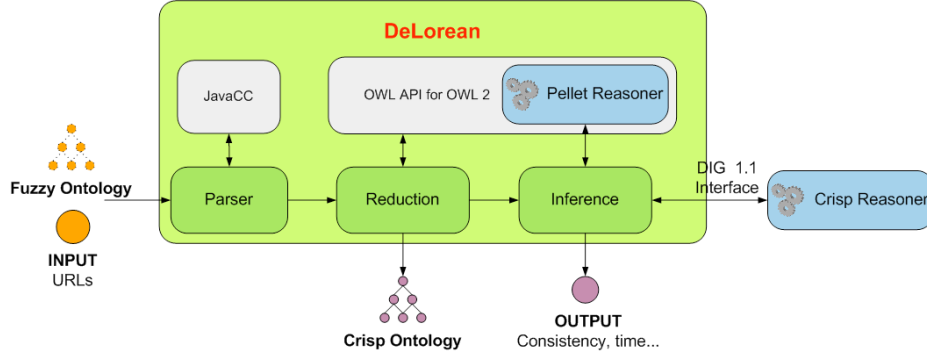 DeLorean
JavaCC
OWL API for OWL 2
Pellet Reasoner
Fuzzy Ontology
Parser
Reduction
Inference
DIG 1.1
Interface
Crisp Reasoner
INPUT
URLs
Crisp Ontology
OUTPUT
Consistency, time...